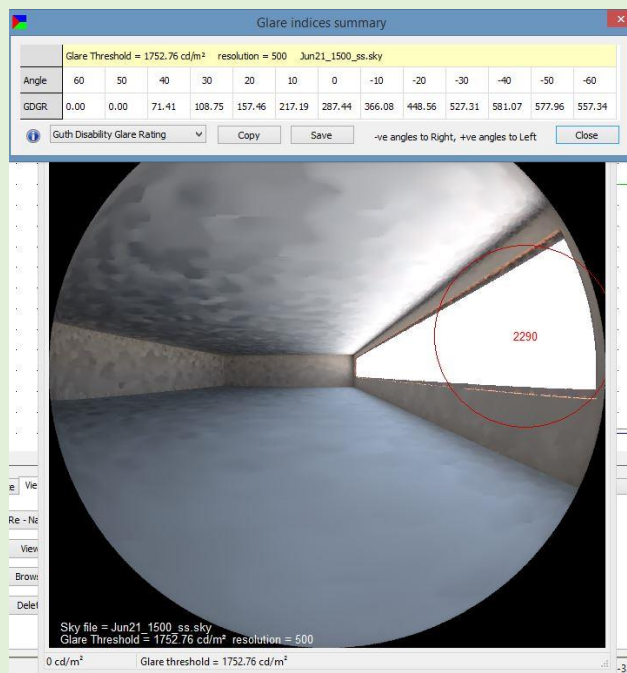 Glare indices summary
Glare Threshold = 1752.76 cd/m² resolution = 500 Jun21_1500_ss.sky
Angle 60 50 40 30 20 10 0 -10 -20 -30 -40 -50 -60
GDGR 0.00 0.00 71.41 108.75 157.46 217.19 287.44 366.08 448.56 527.31 581.07 577.96 557.34
Guth Disability Glare Rating Copy Save -ve angles to Right, +ve angles to Left Close
2290
Vie
Re - Na
View
Brows
Delet
Sky file = Jun21_1500_ss.sky
Glare Threshold = 1752.76 cd/m² resolution = 500
0 cd/m² Glare threshold = 1752.76 cd/m²